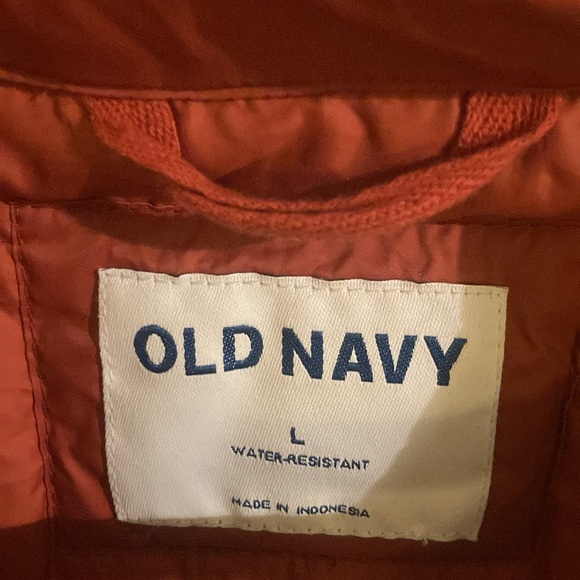 OLD NAVY
L
WATER-RESISTANT
MADE IN INDONESIA